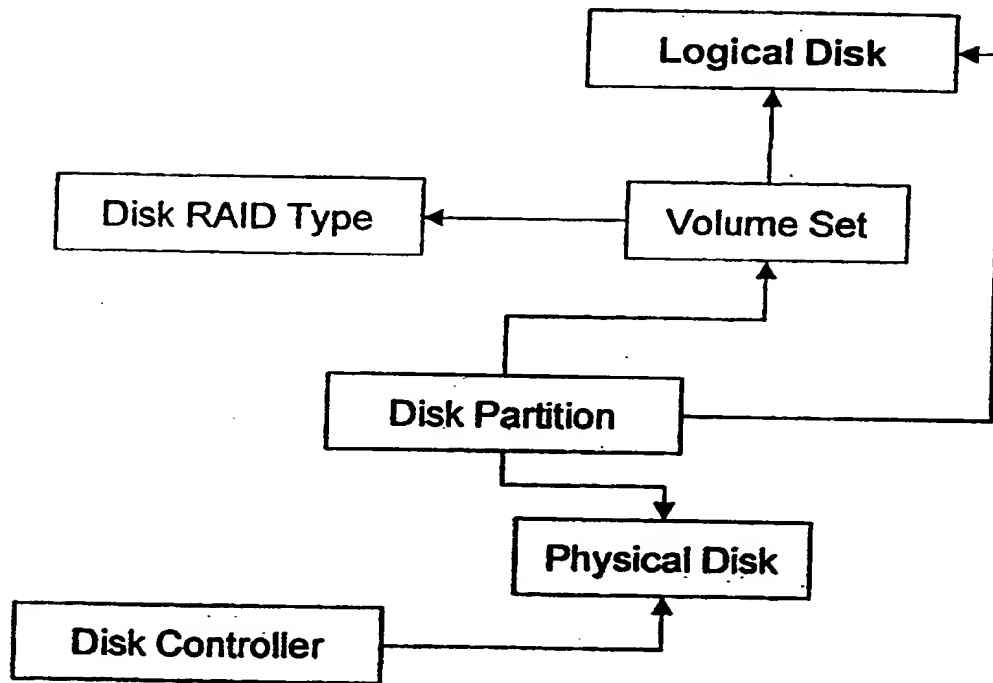 Logical Disk
Disk RAID Type
Volume Set
Disk Partition
Physical Disk
Disk Controller